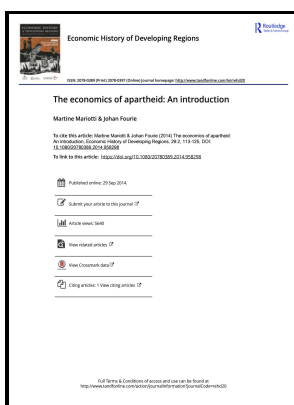 Routledge
Taylor & Francis Group
Economic History of Developing Regions
ISSN: 2078-0389 (Print) 2078-0397 (Online) Journal homepage: http://www.tandfonline.com/loi/rehd20
The economics of apartheid: An introduction
Martine Mariotti & Johan Fourie
To cite this article: Martine Mariotti & Johan Fourie (2014) The economics of apartheid:
An introduction, Economic History of Developing Regions, 29:2, 113-125, DOI:
10.1080/20780389.2014.958298
To link to this article: https://doi.org/10.1080/20780389.2014.958298
Published online: 29 Sep 2014.
Submit your article to this journal
Article views: 5640
View related articles
View Crossmark data
Citing articles: 1 View citing articles
Full Terms & Conditions of access and use can be found at
http://www.tandfonline.com/action/journalInformation?journalCode=rehd20